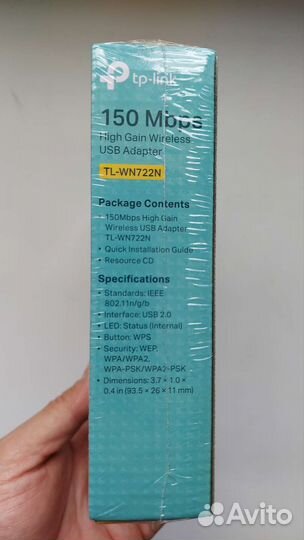 tp-link
150 Mbps
High Gain Wireless
USB Adapter
TL-WN722N
Package Contents
• 150Mbps High Gain
Wireless USB Adapter
TL-WN722N
• Quick Installation Guide
• Resource CD
Specifications
• Standards: IEEE
802.11n/g/b
• Interface: USB 2.0
• LED: Status (Internal)
• Button: WPS
• Security: WEP,
WPA/WPA2,
WPA-PSK/WPA2-PSK
• Dimensions: 3.7 × 1.0 ×
0.4 in (93.5 × 26 × 11 mm)
Avito